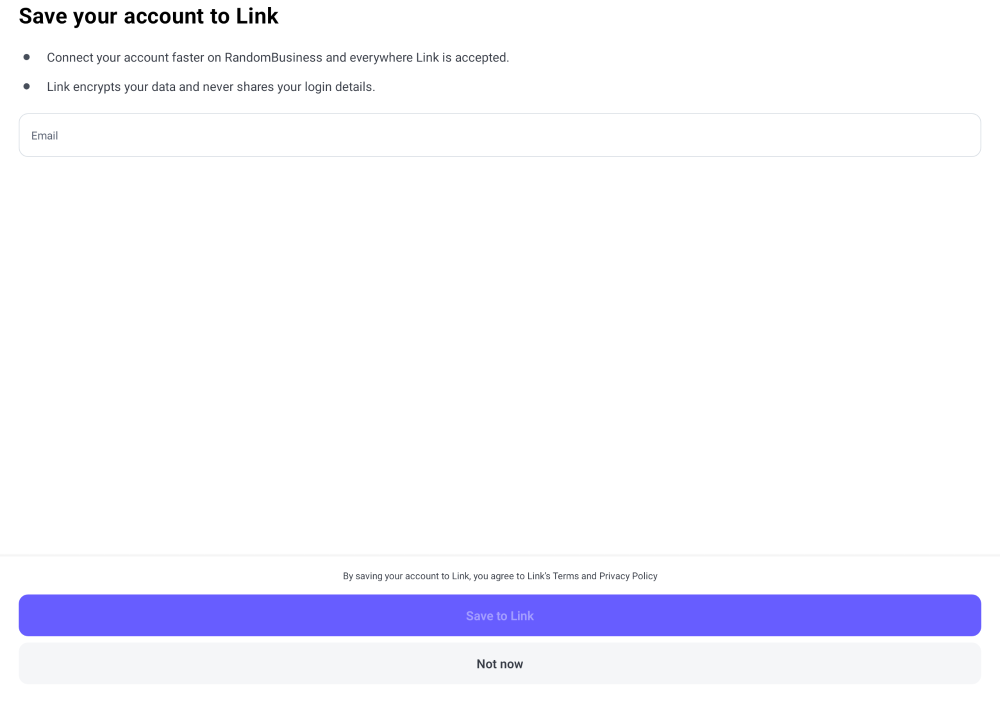 Save your account to Link
Connect your account faster on RandomBusiness and everywhere Link is accepted.
Link encrypts your data and never shares your login details.
Email
By saving your account to Link, you agree to Link's Terms and Privacy Policy
Save to Link
Not now